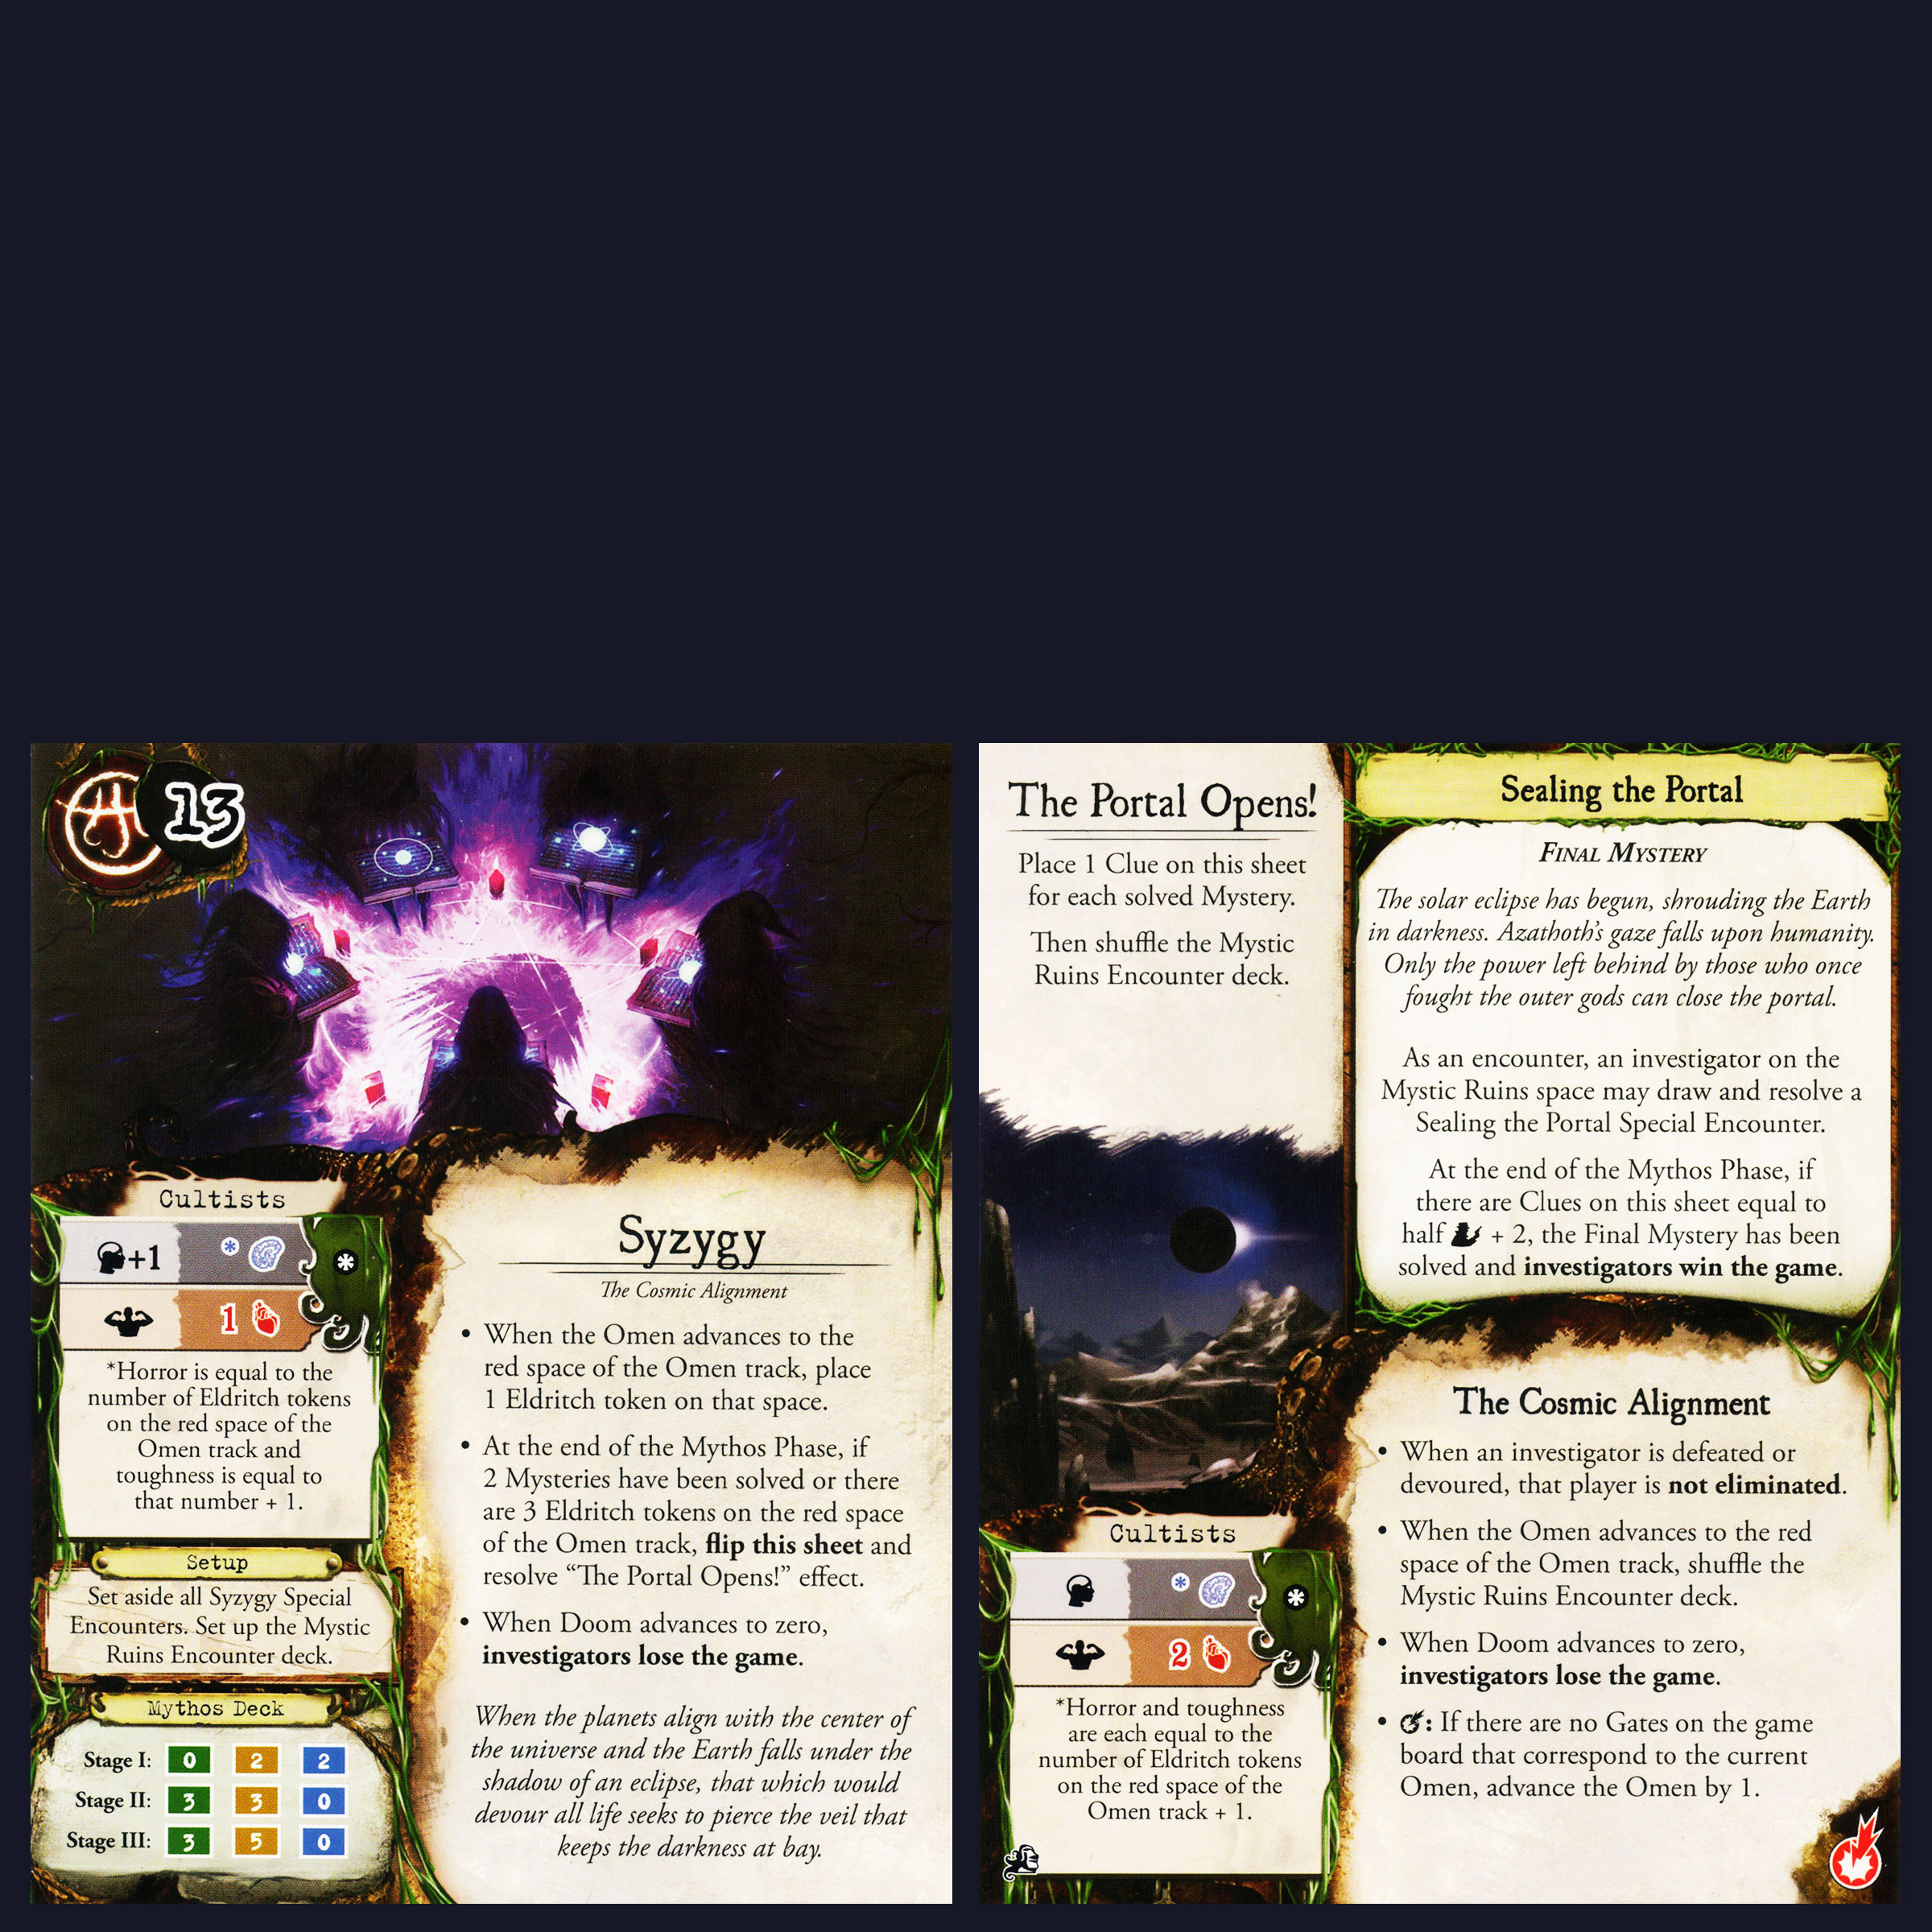 13
Cultists
+1 *
1
*Horror is equal to the
number of Eldritch tokens
on the red space of the
Omen track and
toughness is equal to
that number + 1.
Setup
Set aside all Syzygy Special
Encounters. Set up the Mystic
Ruins Encounter deck.
Mythos Deck
Stage I: 0 2 2
Stage II: 3 3 0
Stage III: 3 5 0
Syzygy
The Cosmic Alignment
• When the Omen advances to the
red space of the Omen track, place
1 Eldritch token on that space.
• At the end of the Mythos Phase, if
2 Mysteries have been solved or there
are 3 Eldritch tokens on the red space
of the Omen track, flip this sheet and
resolve “The Portal Opens!” effect.
• When Doom advances to zero,
investigators lose the game.
When the planets align with the center of
the universe and the Earth falls under the
shadow of an eclipse, that which would
devour all life seeks to pierce the veil that
keeps the darkness at bay.
The Portal Opens!
Place 1 Clue on this sheet
for each solved Mystery.
Then shuffle the Mystic
Ruins Encounter deck.
Cultists
*
2
*Horror and toughness
are each equal to the
number of Eldritch tokens
on the red space of the
Omen track + 1.
Sealing the Portal
Final Mystery
The solar eclipse has begun, shrouding the Earth
in darkness. Azathoth's gaze falls upon humanity.
Only the power left behind by those who once
fought the outer gods can close the portal.
As an encounter, an investigator on the
Mystic Ruins space may draw and resolve a
Sealing the Portal Special Encounter.
At the end of the Mythos Phase, if
there are Clues on this sheet equal to
half + 2, the Final Mystery has been
solved and investigators win the game.
The Cosmic Alignment
• When an investigator is defeated or
devoured, that player is not eliminated.
• When the Omen advances to the red
space of the Omen track, shuffle the
Mystic Ruins Encounter deck.
• When Doom advances to zero,
investigators lose the game.
• : If there are no Gates on the game
board that correspond to the current
Omen, advance the Omen by 1.